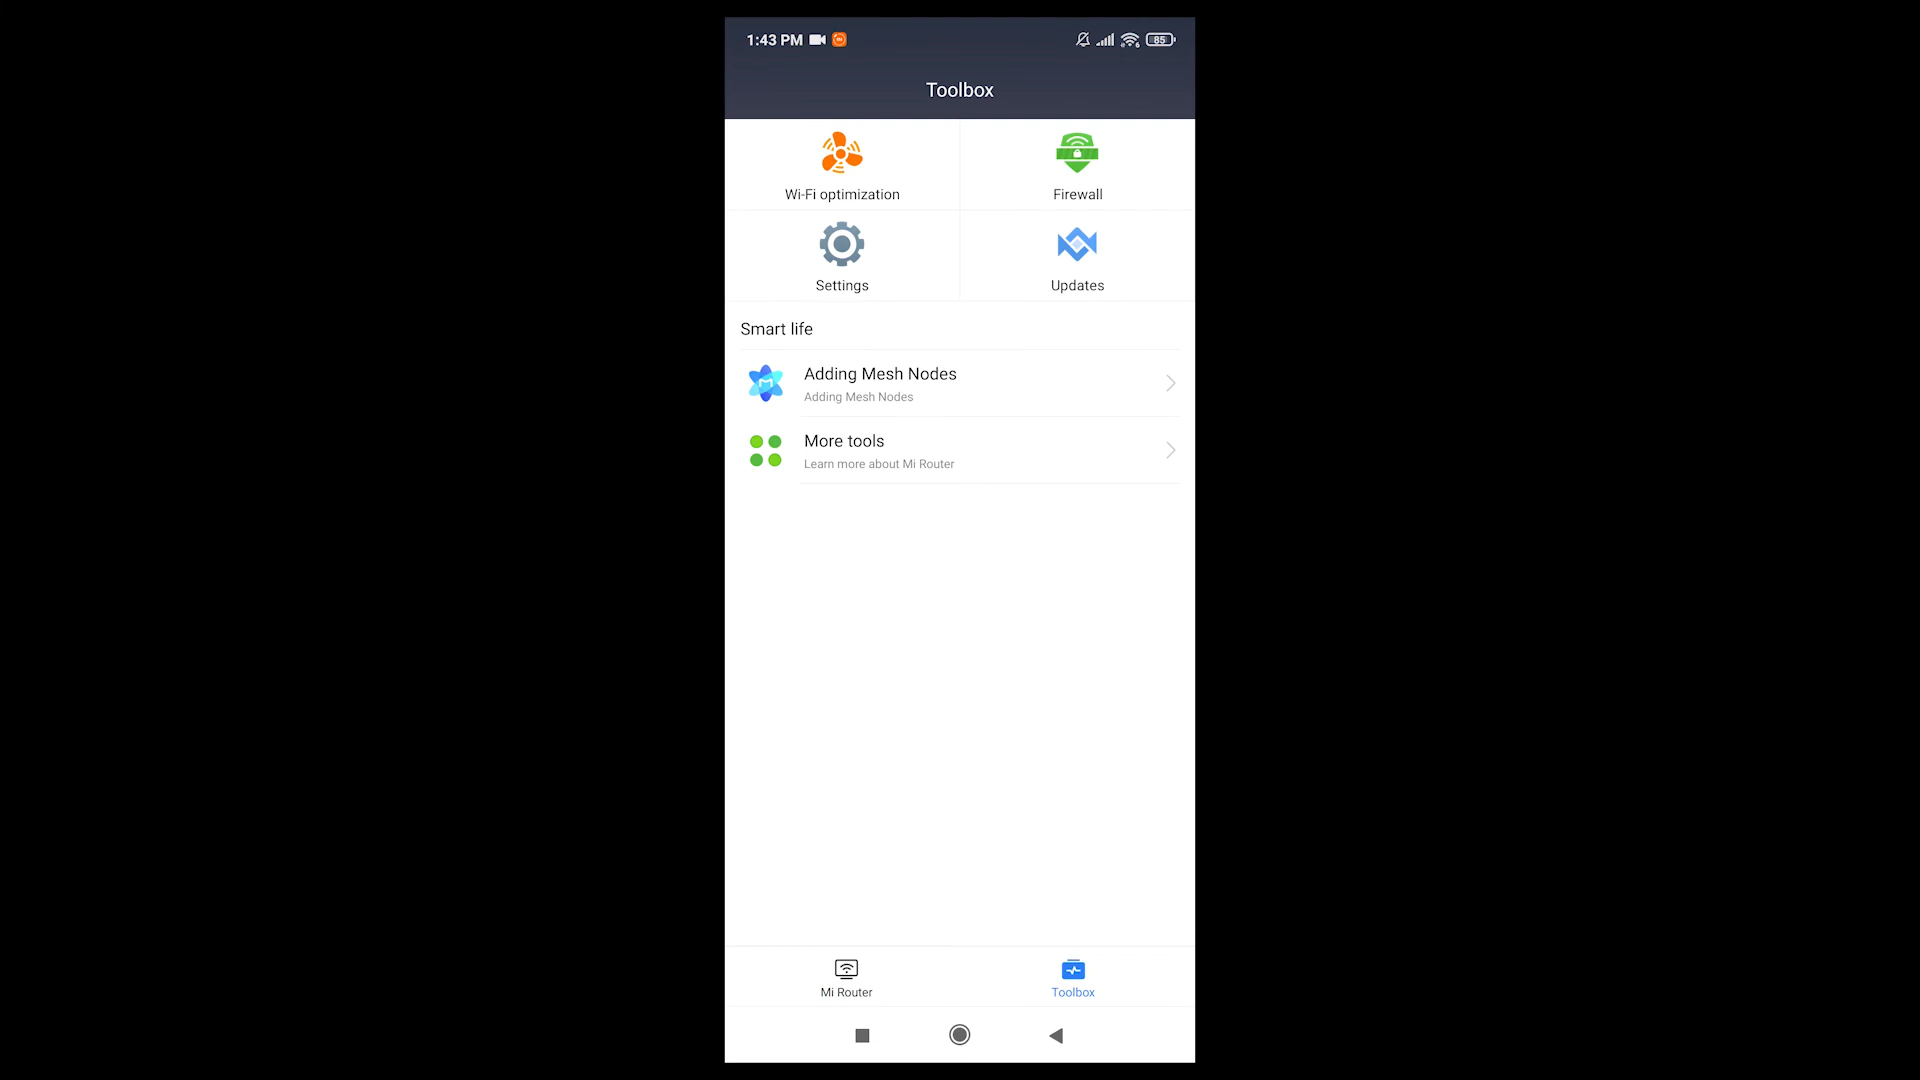 1:43 PM
85
Toolbox
Wi-Fi optimization
Firewall
Settings
Updates
Smart life
Adding Mesh Nodes
Adding Mesh Nodes
More tools
Learn more about Mi Router
Mi Router
Toolbox